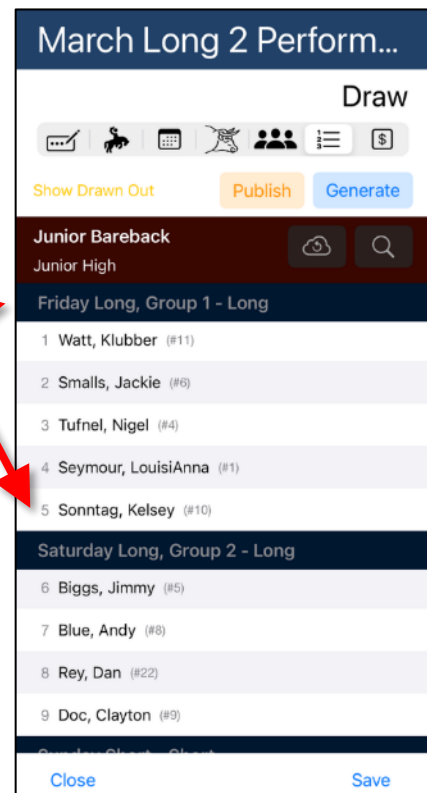 March Long 2 Perform...
Draw
Show Drawn Out Publish Generate
Junior Bareback
Junior High
Friday Long, Group 1 - Long
1 Watt, Klubber (#11)
2 Smalls, Jackie (#6)
3 Tufnel, Nigel (#4)
4 Seymour, LouisiAnna (#1)
5 Sonntag, Kelsey (#10)
Saturday Long, Group 2 - Long
6 Biggs, Jimmy (#5)
7 Blue, Andy (#8)
8 Rey, Dan (#22)
9 Doc, Clayton (#9)
Close Save